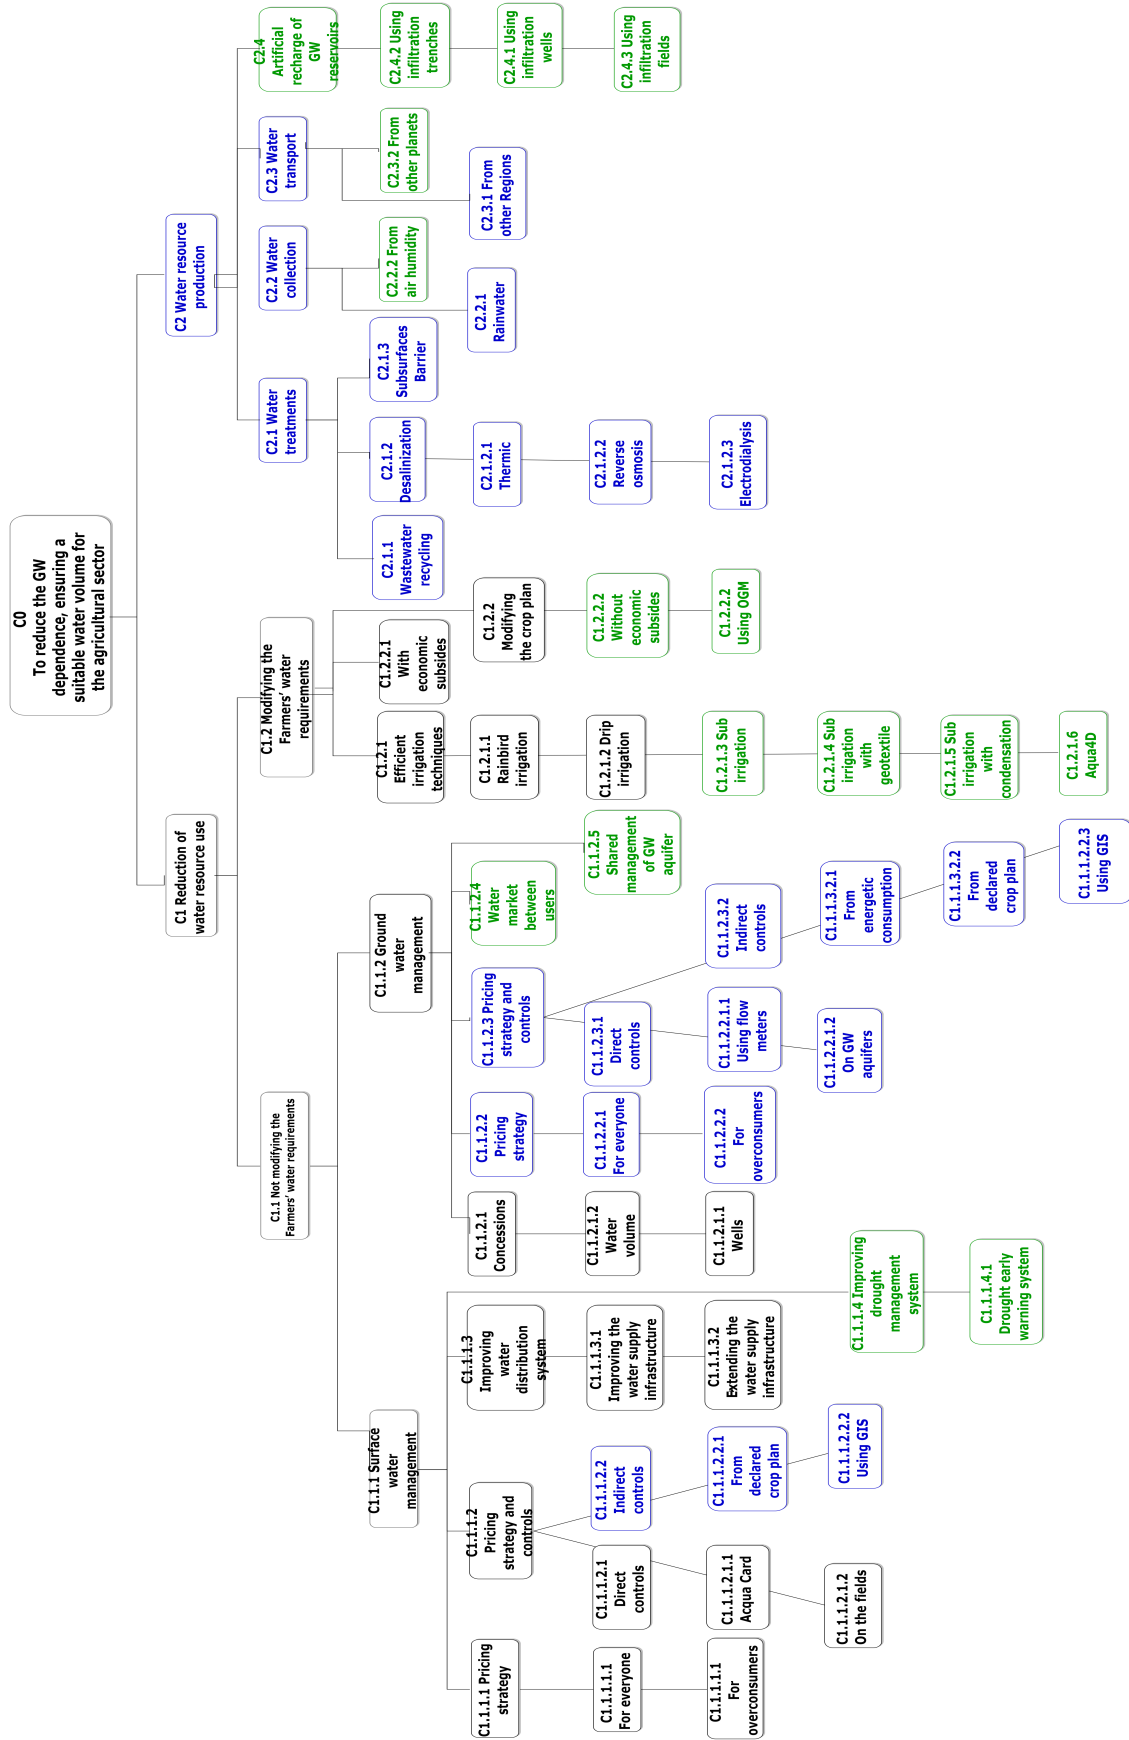 C0
To reduce the GW
dependence, ensuring a
suitable water volume for
the agricultural sector
C1 Reduction of
water resource use
C2 Water resource
production
C1.1 Not modifying the
Farmers' water requirements
C1.2 Modifying the
Farmers' water
requirements
C2.1 Water
treatments
C2.2 Water
collection
C2.3 Water
transport
C2.4
Artificial
recharge of
GW
reservoirs
C1.1.1 Surface
water
management
C1.1.2 Ground
water
management
C1.2.1
Efficient
irrigation
techniques
C1.2.2.1
With
economic
subsides
C2.1.1
Wastewater
recycling
C2.1.2
Desalinization
C2.1.3
Subsurfaces
Barrier
C2.2.2 From
air humidity
C2.3.2 From
other planets
C2.4.2 Using
infiltration
trenches
C1.1.1.1 Pricing
strategy
C1.1.1.2
Pricing
strategy and
controls
C1.1.1.3
Improving
water
distribution
system
C1.1.2.1
Concessions
C1.1.2.2
Pricing
strategy
C1.1.2.3 Pricing
strategy and
controls
C1.1.2.4
Water
market
between
users
C1.2.1.1
Rainbird
irrigation
C1.2.2
Modifying
the crop plan
C2.1.2.1
Thermic
C2.2.1
Rainwater
C2.3.1 From
other Regions
C2.4.1 Using
infiltration
wells
C1.1.1.1.1
For everyone
C1.1.1.2.1
Direct
controls
C1.1.1.2.2
Indirect
controls
C1.1.1.3.1
Improving the
water supply
infrastructure
C1.1.2.1.2
Water
volume
C1.1.2.2.1
For everyone
C1.1.2.3.1
Direct
controls
C1.1.2.5
Shared
management
of GW
aquifer
C1.2.1.2 Drip
irrigation
C1.2.2.2
Without
economic
subsides
C2.1.2.2
Reverse
osmosis
C2.4.3 Using
infiltration
fields
C1.1.1.1.1
For
overconsumers
C1.1.1.2.1.1
Acqua Card
C1.1.1.2.2.1
From
declared
crop plan
C1.1.1.3.2
Extending the
water supply
infrastructure
C1.1.2.1.1
Wells
C1.1.2.2.2
For
overconsumers
C1.1.2.2.1.1
Using flow
meters
C1.1.2.3.2
Indirect
controls
C1.2.1.3 Sub
irrigation
C1.2.2.2
Using OGM
C2.1.2.3
Electrodialysis
C1.1.1.2.1.2
On the fields
C1.1.1.2.2.2
Using GIS
C1.1.1.4 Improving
drought
management
system
C1.1.2.2.1.2
On GW
aquifers
C1.1.1.3.2.1
From
energetic
consumption
C1.2.1.4 Sub
irrigation
with
geotextile
C1.1.1.4.1
Drought early
warning system
C1.1.1.3.2.2
From
declared
crop plan
C1.2.1.5 Sub
irrigation
with
condensation
C1.1.1.2.2.3
Using GIS
C1.2.1.6
Aqua4D